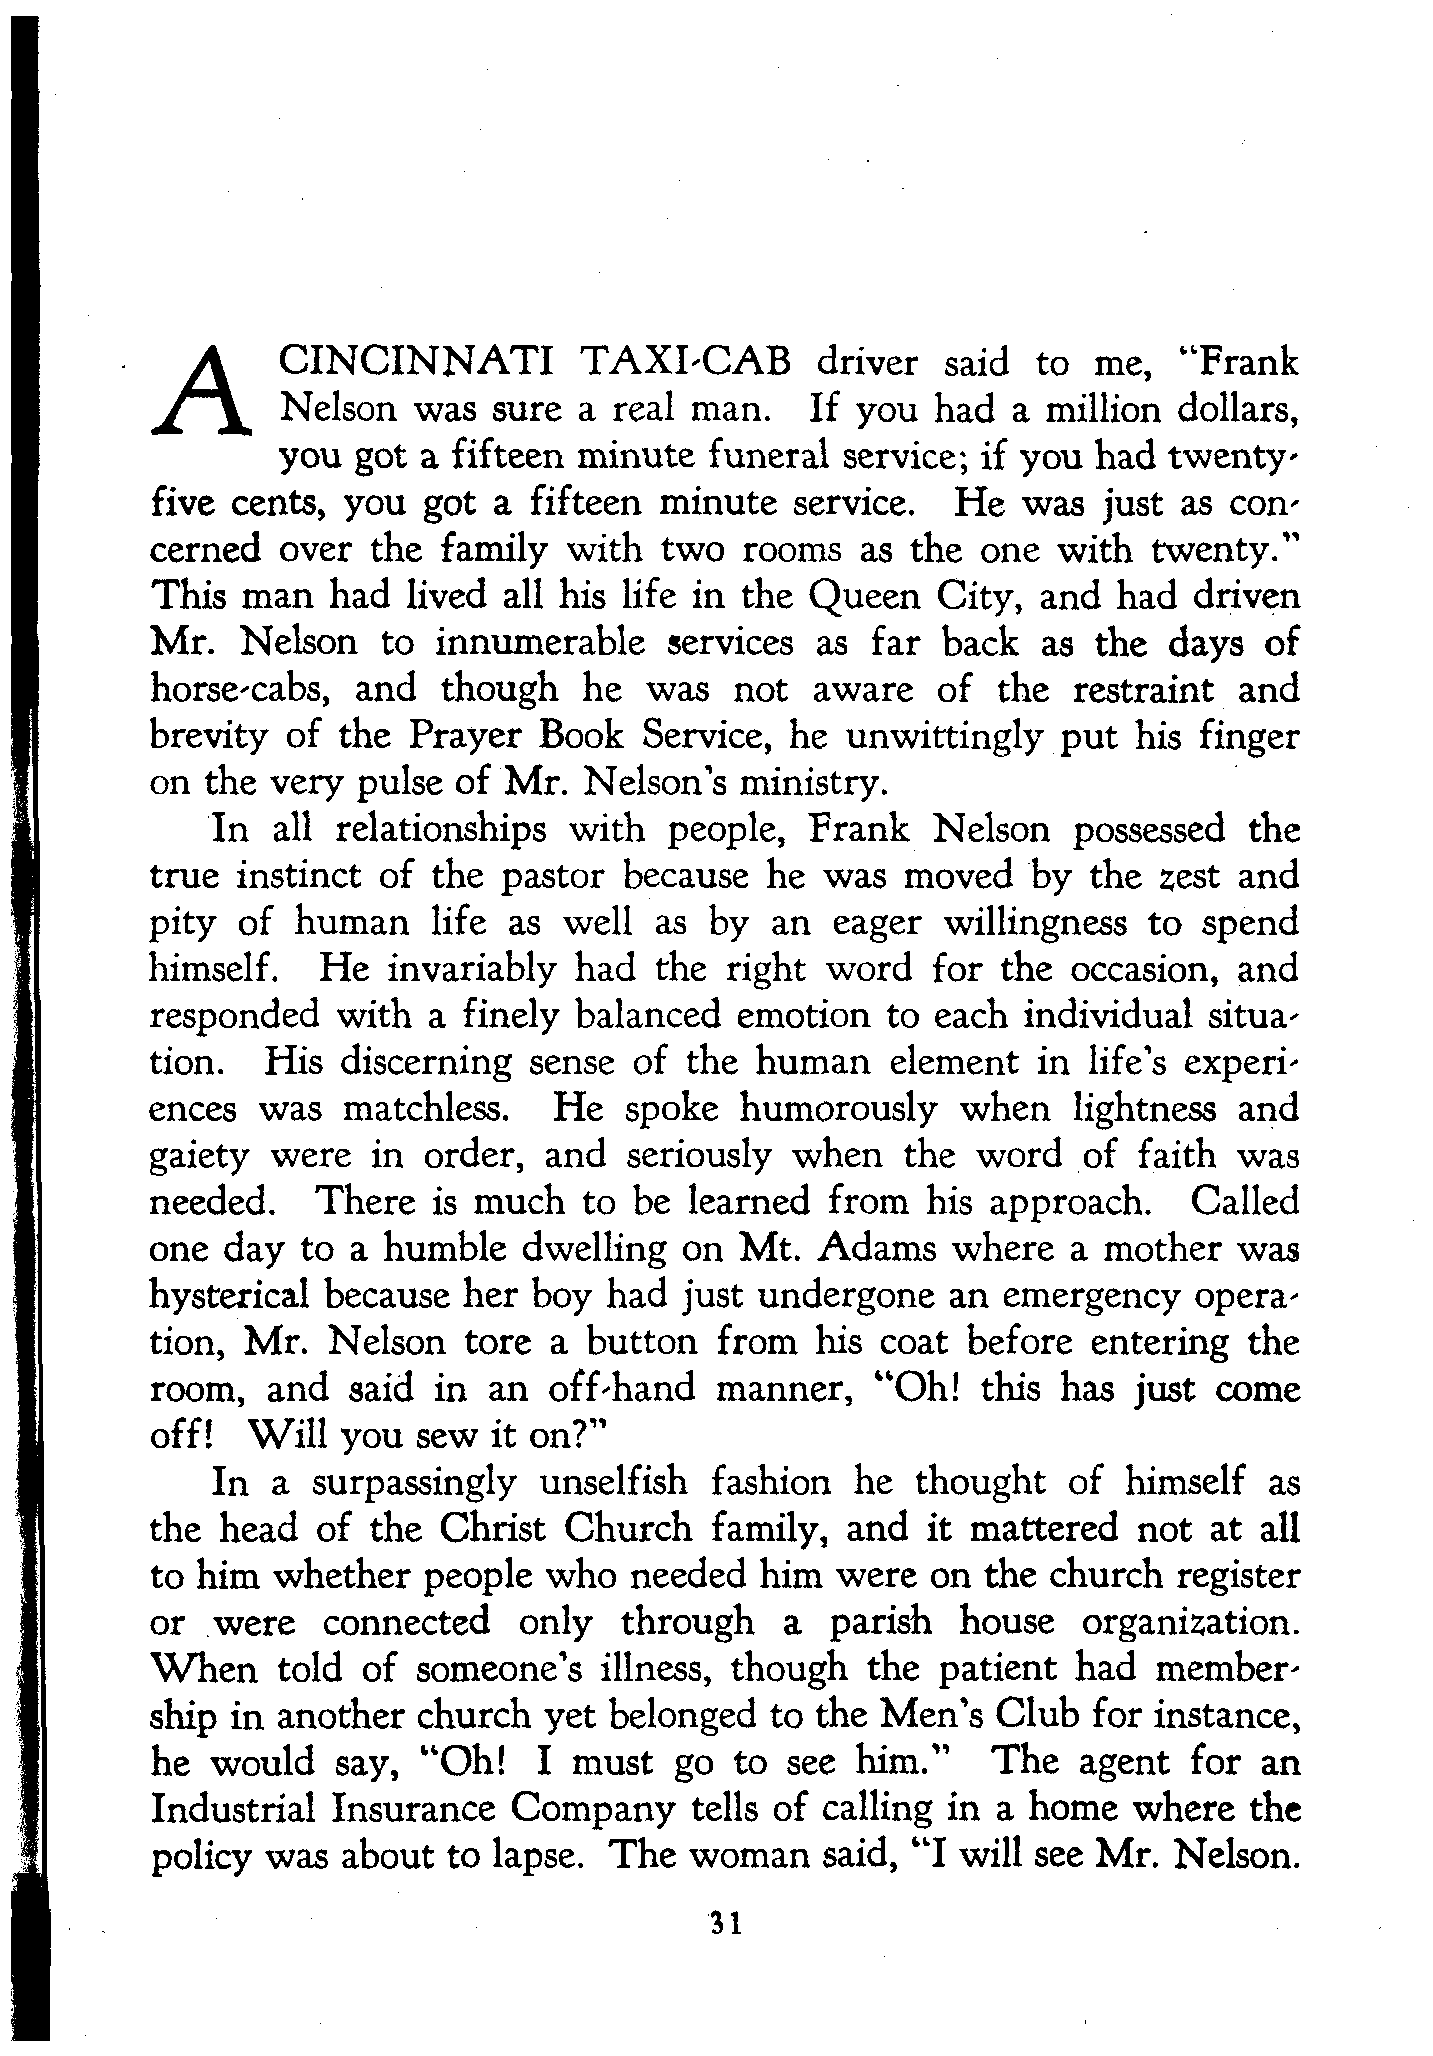 A CINCINNATI TAXI-CAB driver said to me, "Frank
Nelson was sure a real man. If you had a million dollars,
you got a fifteen minute funeral service; if you had twenty-
five cents, you got a fifteen minute service. He was just as con-
cerned over the family with two rooms as the one with twenty."
This man had lived all his life in the Queen City, and had driven
Mr. Nelson to innumerable services as far back as the days of
horse-cabs, and though he was not aware of the restraint and
brevity of the Prayer Book Service, he unwittingly put his finger
on the very pulse of Mr. Nelson's ministry.
In all relationships with people, Frank Nelson possessed the
true instinct of the pastor because he was moved by the zest and
pity of human life as well as by an eager willingness to spend
himself. He invariably had the right word for the occasion, and
responded with a finely balanced emotion to each individual situa-
tion. His discerning sense of the human element in life's experi-
ences was matchless. He spoke humorously when lightness and
gaiety were in order, and seriously when the word of faith was
needed. There is much to be learned from his approach. Called
one day to a humble dwelling on Mt. Adams where a mother was
hysterical because her boy had just undergone an emergency opera-
tion, Mr. Nelson tore a button from his coat before entering the
room, and said in an off-hand manner, "Oh! this has just come
off! Will you sew it on?"
In a surpassingly unselfish fashion he thought of himself as
the head of the Christ Church family, and it mattered not at all
to him whether people who needed him were on the church register
or were connected only through a parish house organization.
When told of someone's illness, though the patient had member-
ship in another church yet belonged to the Men's Club for instance,
he would say, "Oh! I must go to see him." The agent for an
Industrial Insurance Company tells of calling in a home where the
policy was about to lapse. The woman said, "I will see Mr. Nelson.
31